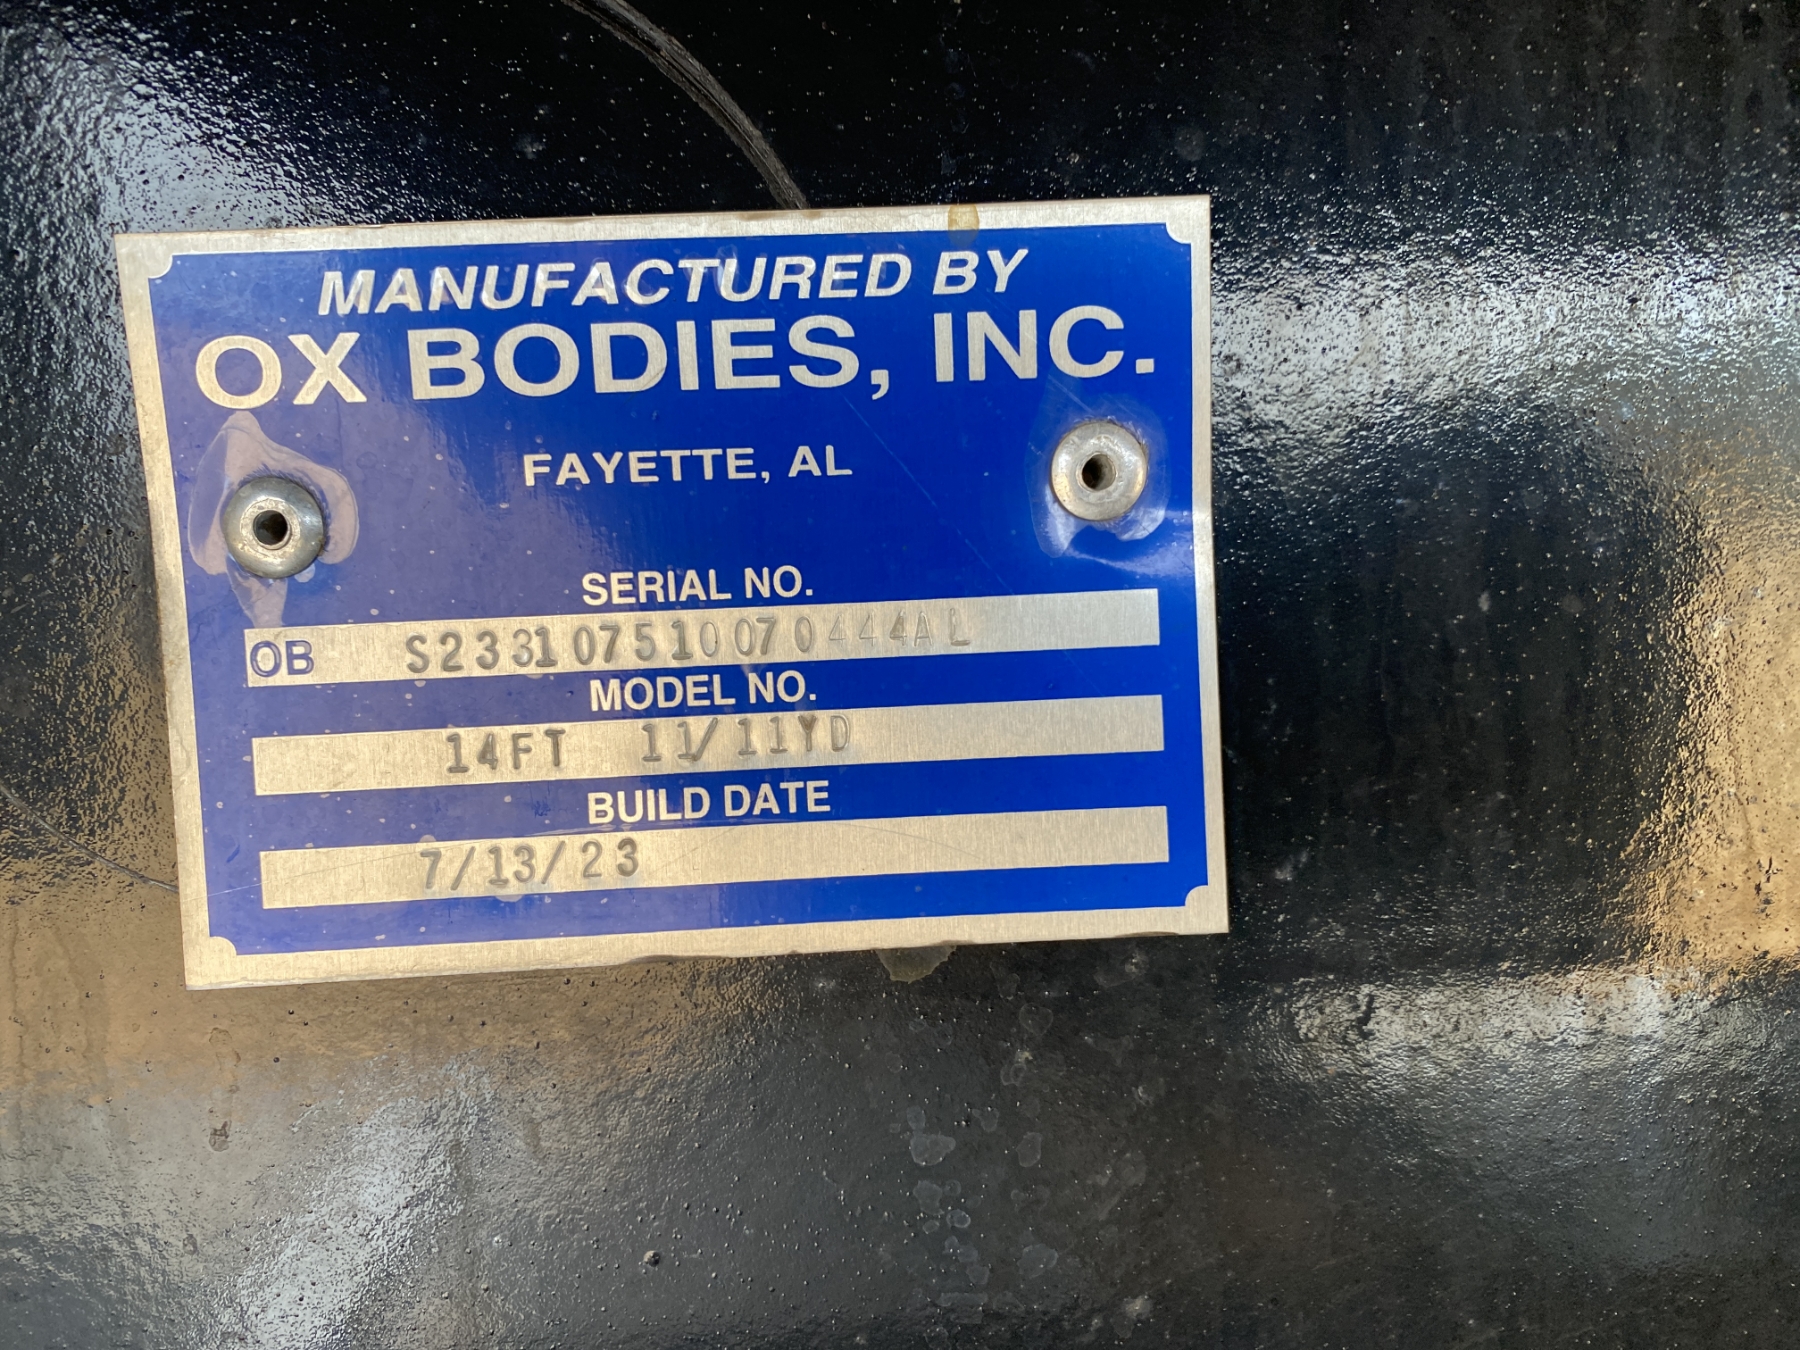 MANUFACTURED BY
OX BODIES, INC.
FAYETTE, AL
SERIAL NO.
OB S233107510070444AL
MODEL NO.
14FT 11/11YD
BUILD DATE
7/13/23